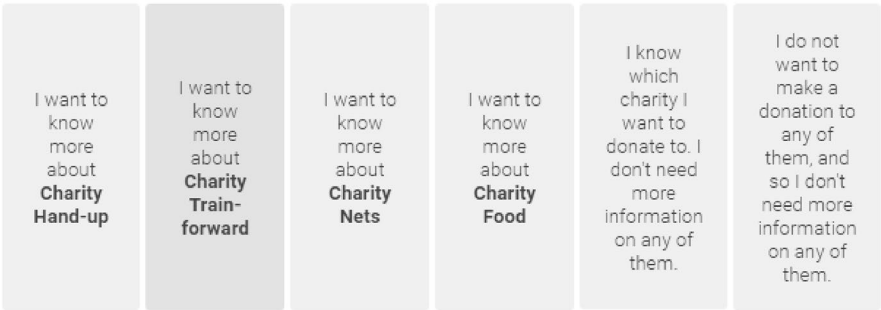 I want to
know
more
about
Charity
Hand-up
I want to
know
more
about
Charity
Train-
forward
I want to
know
more
about
Charity
Nets
I want to
know
more
about
Charity
Food
I know
which
charity I
want to
donate to. I
don't need
more
information
on any of
them.
I do not
want to
make a
donation to
any of
them, and
so I don't
need more
information
on any of
them.